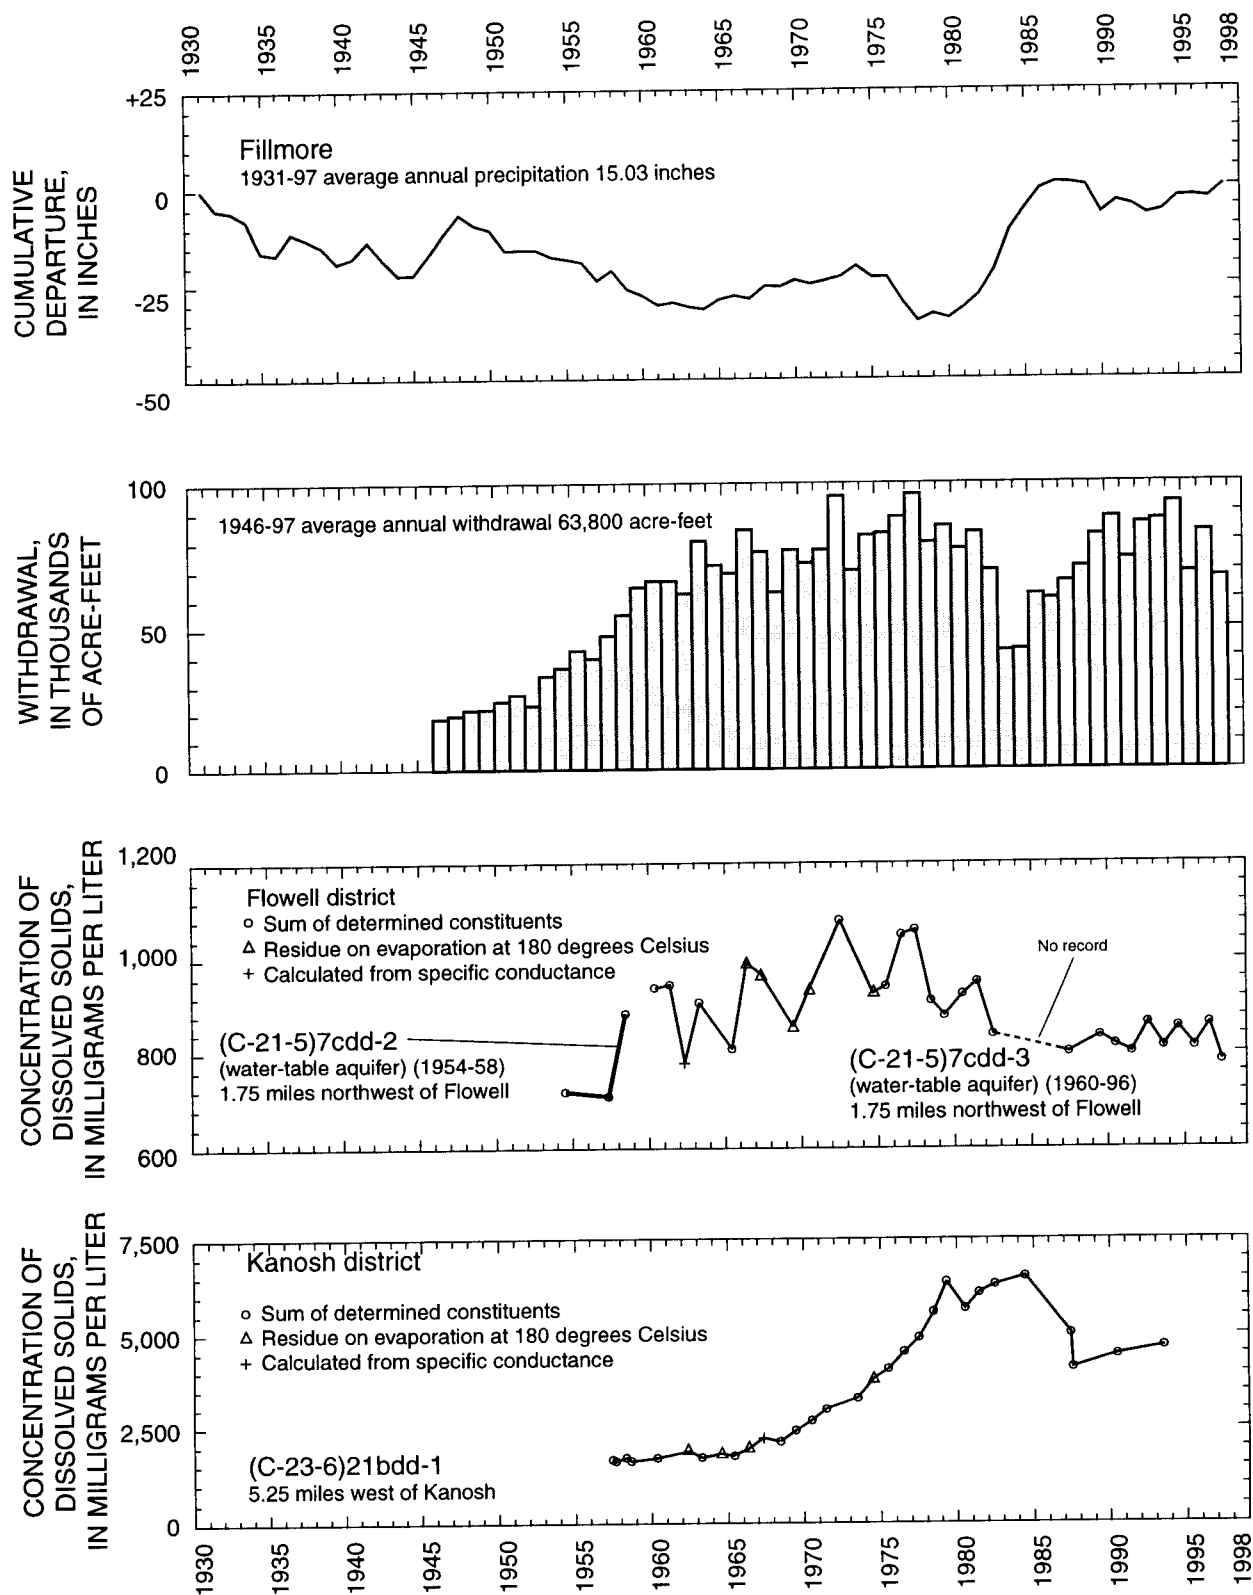 1930 1935 1940 1945 1950 1955 1960 1965 1970 1975 1980 1985 1990 1995 1998
+25
0
-25
-50
CUMULATIVE
DEPARTURE,
IN INCHES
Fillmore
1931-97 average annual precipitation 15.03 inches
100
50
0
WITHDRAWAL,
IN THOUSANDS
OF ACRE-FEET
1946-97 average annual withdrawal 63,800 acre-feet
1,200
1,000
800
600
CONCENTRATION OF
DISSOLVED SOLIDS,
IN MILLIGRAMS PER LITER
Flowell district
Sum of determined constituents
Residue on evaporation at 180 degrees Celsius
+ Calculated from specific conductance
No record
(C-21-5)7cdd-2
(water-table aquifer) (1954-58)
1.75 miles northwest of Flowell
(C-21-5)7cdd-3
(water-table aquifer) (1960-96)
1.75 miles northwest of Flowell
7,500
5,000
2,500
0
CONCENTRATION OF
DISSOLVED SOLIDS,
IN MILLIGRAMS PER LITER
Kanosh district
Sum of determined constituents
Residue on evaporation at 180 degrees Celsius
+ Calculated from specific conductance
(C-23-6)21bdd-1
5.25 miles west of Kanosh
1930 1935 1940 1945 1950 1955 1960 1965 1970 1975 1980 1985 1990 1995 1998